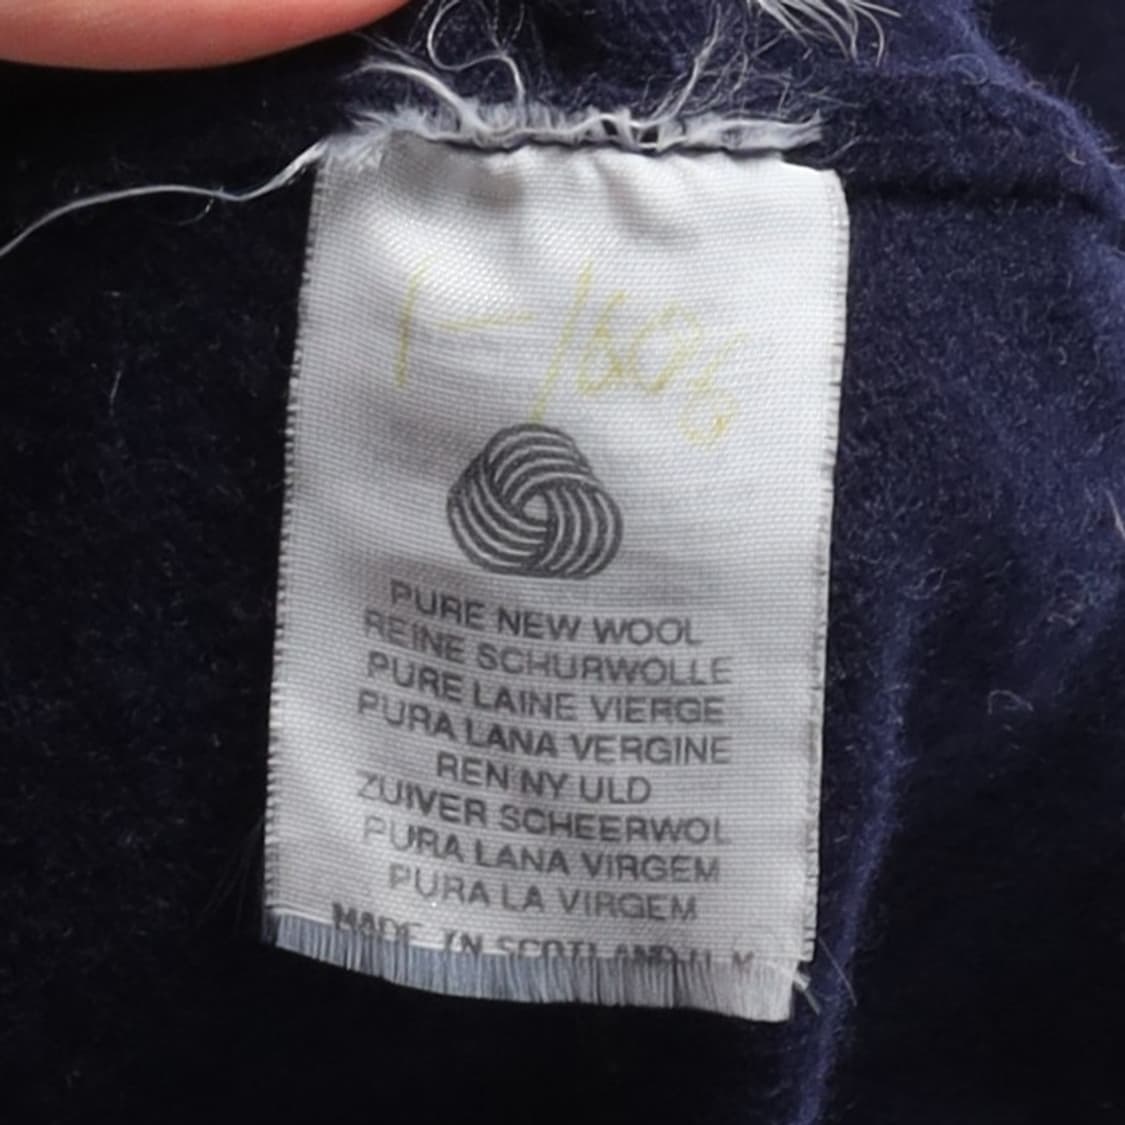 PURE NEW WOOL
REINE SCHURWOLLE
PURE LAINE VIERGE
PURA LANA VERGINE
REN NY ULD
ZUIVER SCHEERWOL
PURA LANA VIRGEM
PURA LA VIRGEM
MADE IN SCOTLAND